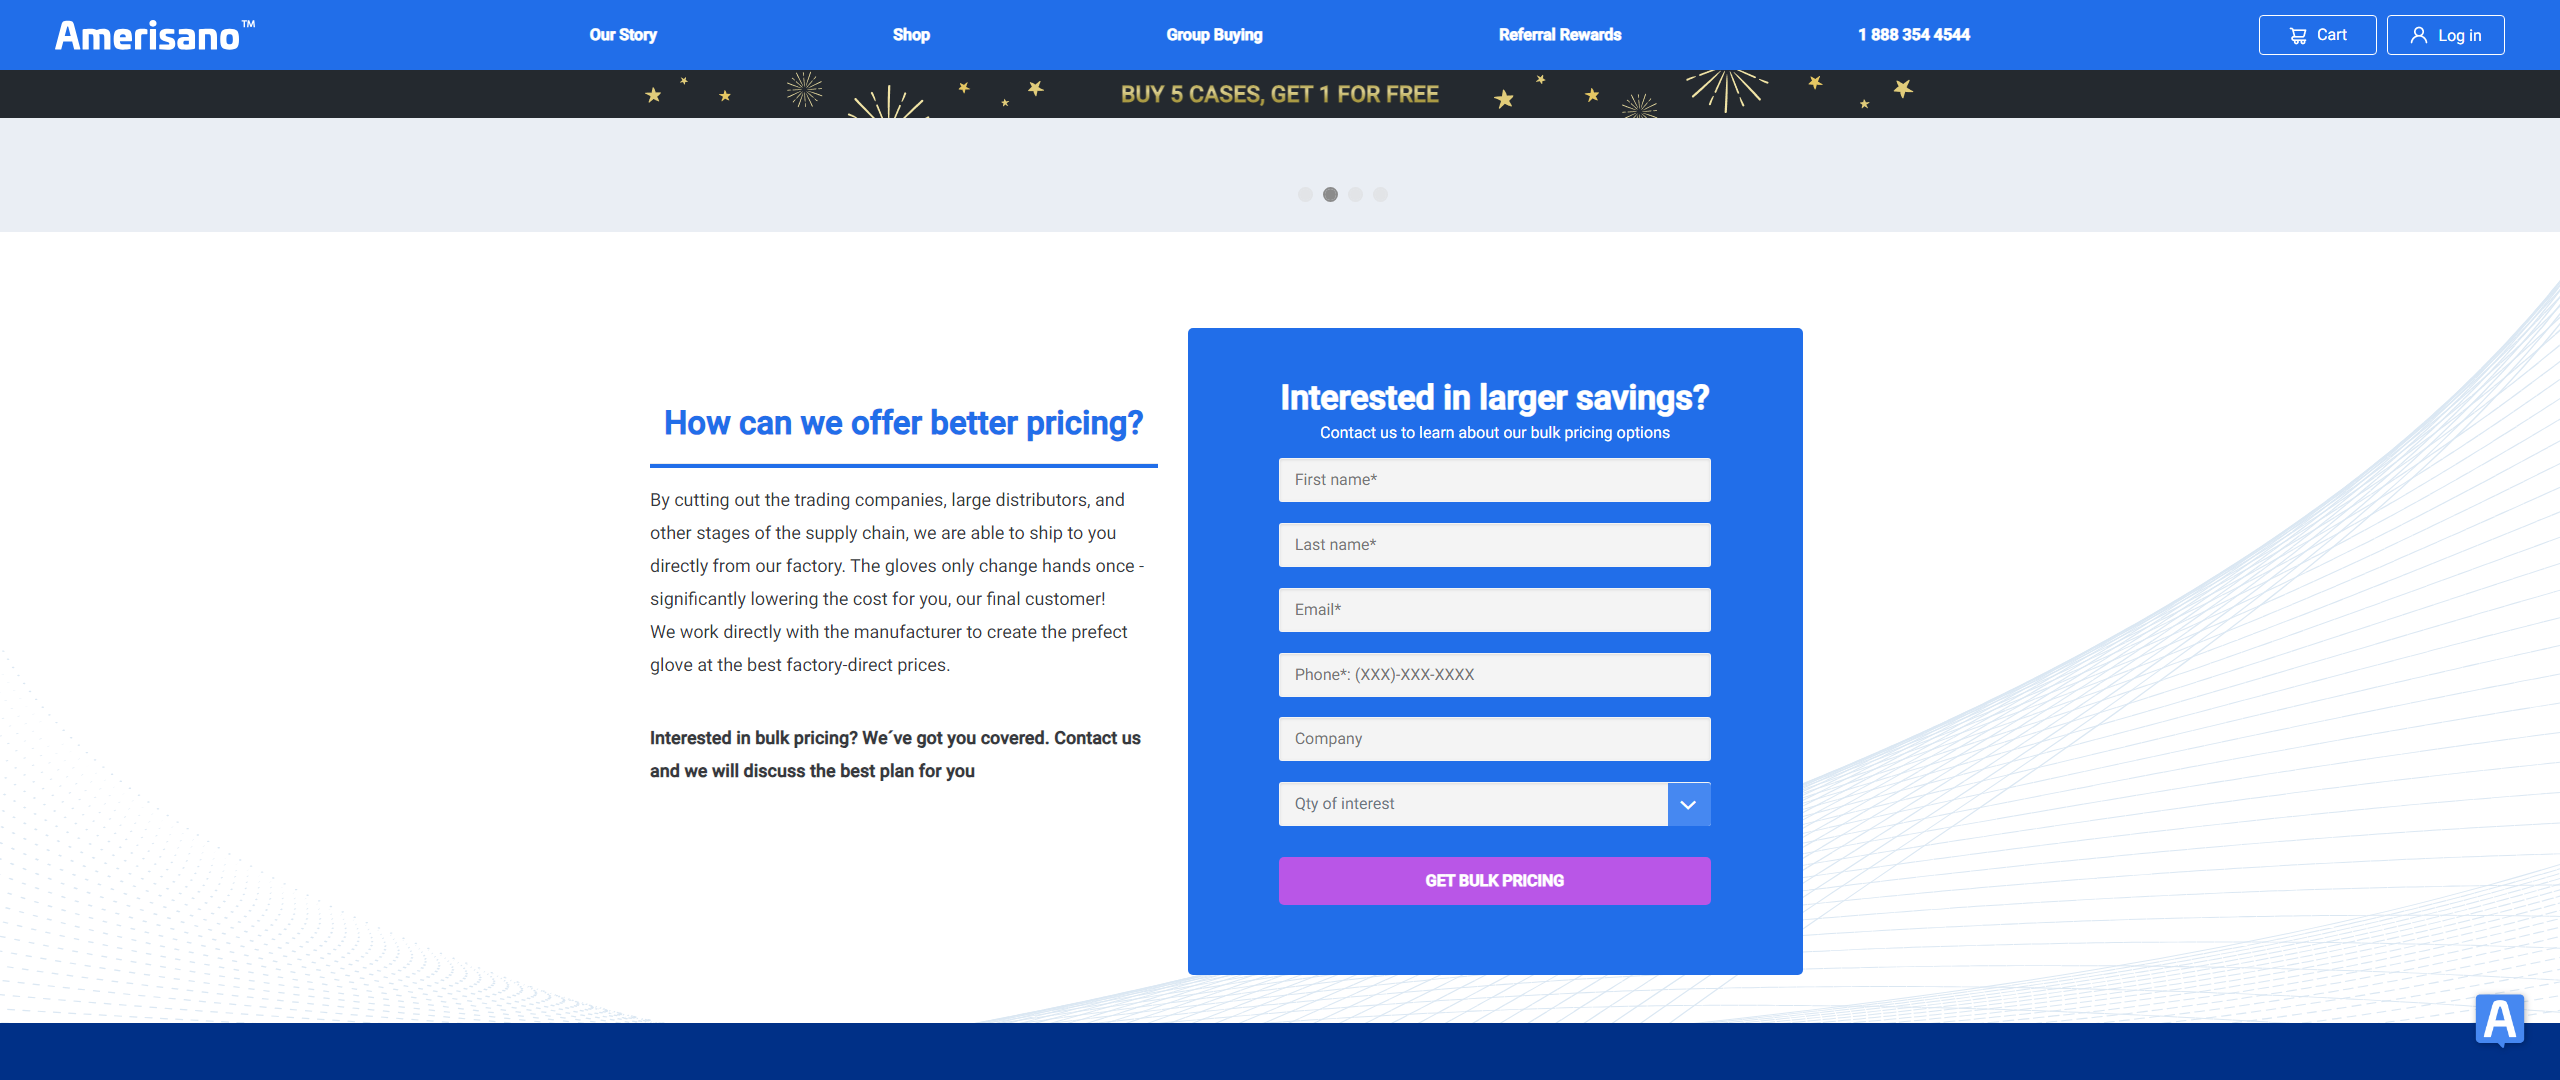 Amerisano™
Our Story
Shop
Group Buying
Referral Rewards
1 888 354 4544
Cart
Log in
BUY 5 CASES, GET 1 FOR FREE
How can we offer better pricing?
By cutting out the trading companies, large distributors, and
other stages of the supply chain, we are able to ship to you
directly from our factory. The gloves only change hands once -
significantly lowering the cost for you, our final customer!
We work directly with the manufacturer to create the prefect
glove at the best factory-direct prices.
Interested in bulk pricing? We´ve got you covered. Contact us
and we will discuss the best plan for you
Interested in larger savings?
Contact us to learn about our bulk pricing options
First name*
Last name*
Email*
Phone*: (XXX)-XXX-XXXX
Company
Qty of interest
GET BULK PRICING
A